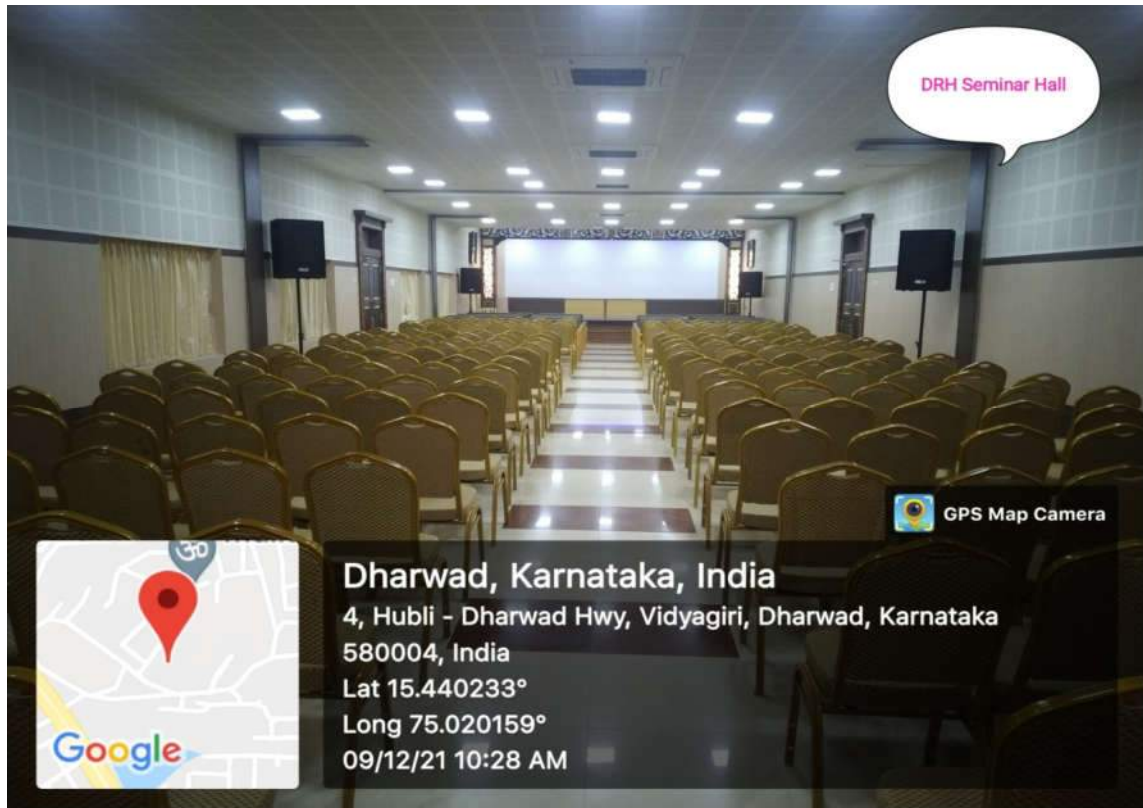 DRH Seminar Hall
GPS Map Camera
Dharwad, Karnataka, India
4, Hubli - Dharwad Hwy, Vidyagiri, Dharwad, Karnataka
580004, India
Lat 15.440233°
Long 75.020159°
09/12/21 10:28 AM
Google